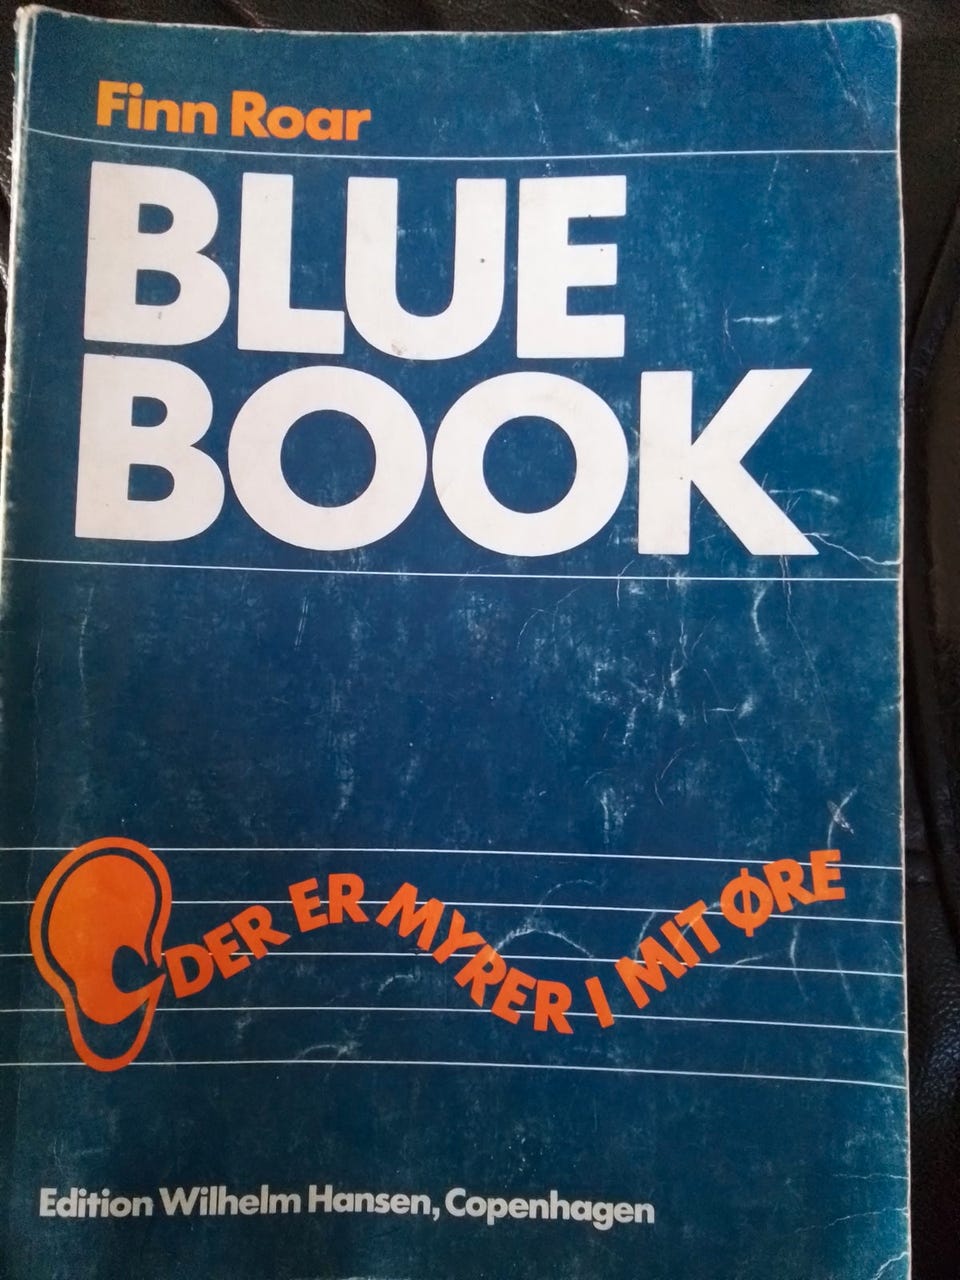 Finn Roar
BLUE
BOOK
DER ER MYRER I MIT ØRE
Edition Wilhelm Hansen, Copenhagen